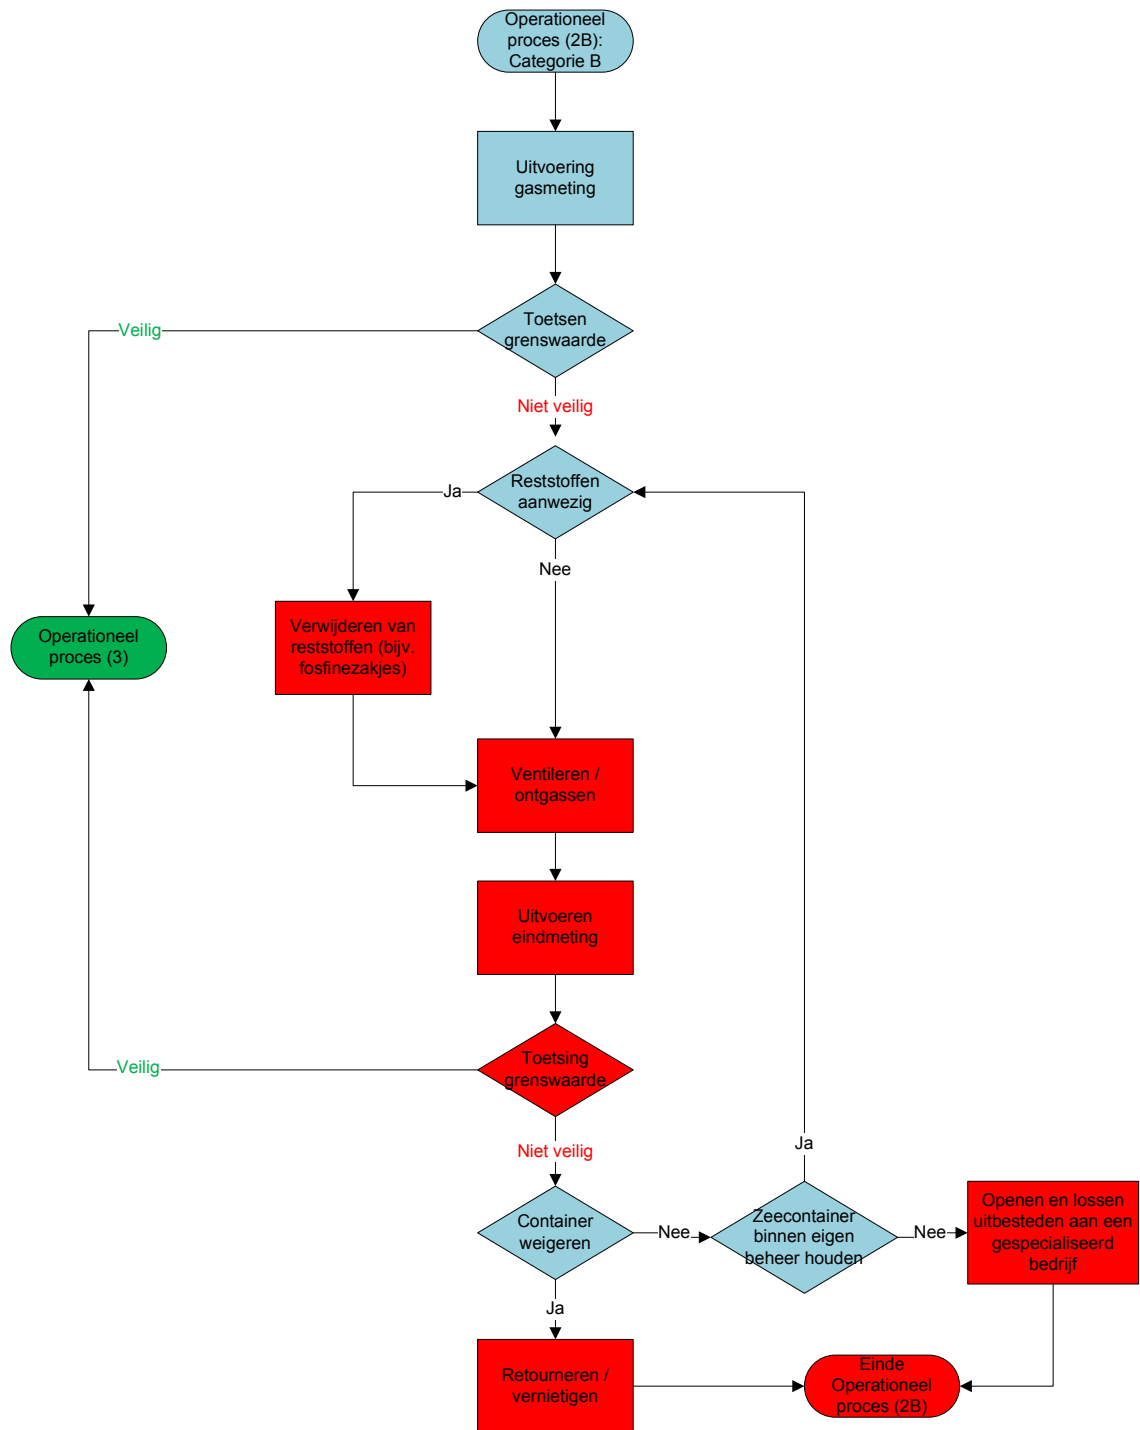 Operationeel
proces (2B):
Categorie B
Uitvoering
gasmeting
Toetsen
grenswaarde
Veilig
Niet veilig
Reststoffen
aanwezig
Ja
Nee
Verwijderen van
reststoffen (bijv.
fosfinezakjes)
Operationeel
proces (3)
Ventileren /
ontgassen
Uitvoeren
eindmeting
Toetsing
grenswaarde
Veilig
Niet veilig
Ja
Container
weigeren
Nee
Zeecontainer
binnen eigen
beheer houden
Nee
Openen en lossen
uitbesteden aan een
gespecialiseerd
bedrijf
Ja
Retourneren /
vernietigen
Einde
Operationeel
proces (2B)